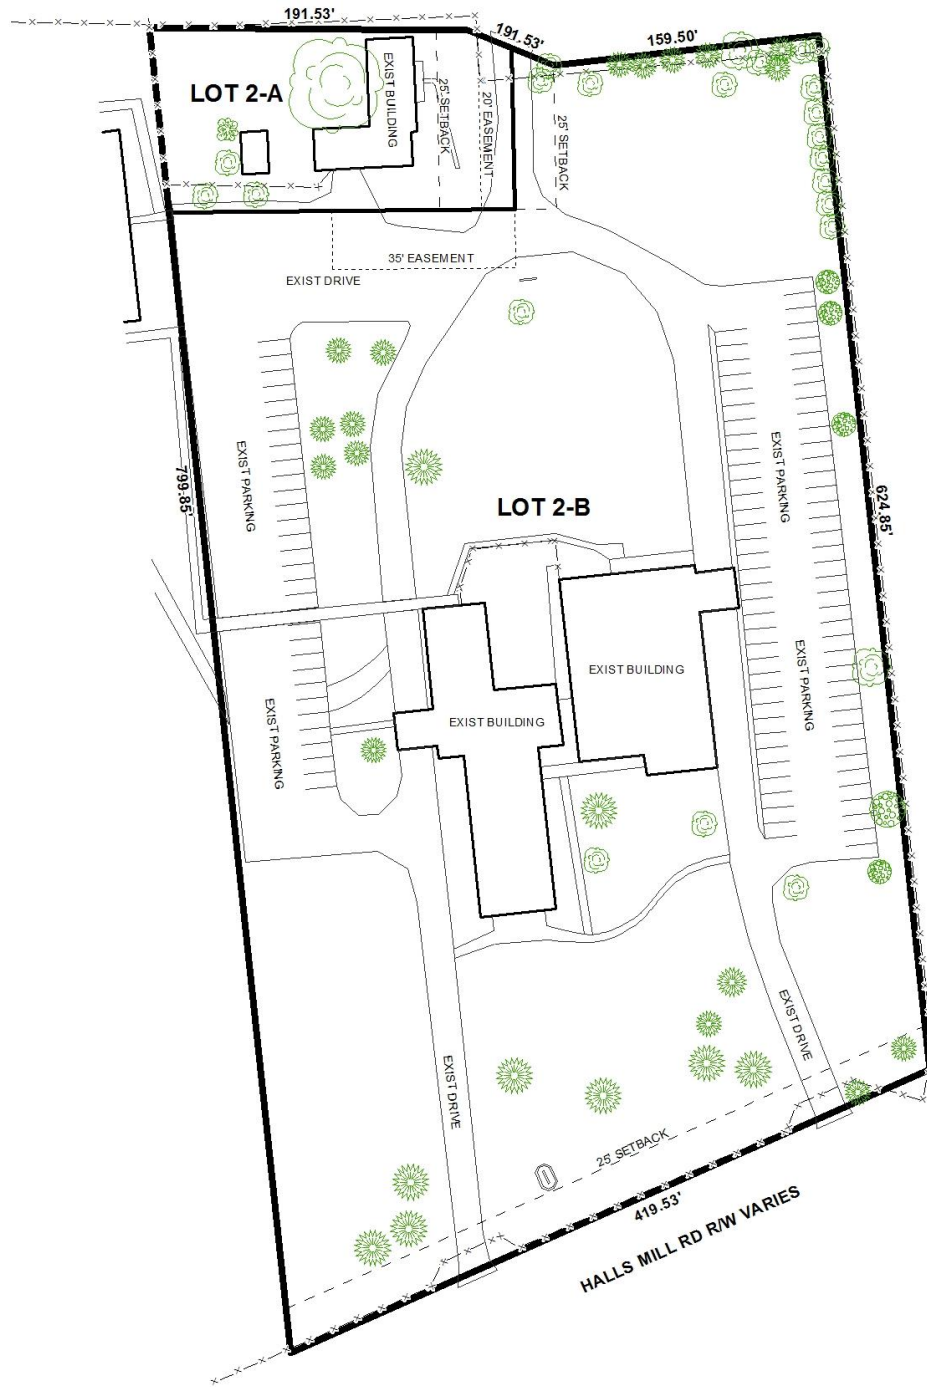 191.53'
191.53'
159.50'
LOT 2-A
EXIST BUILDING
25' SETBACK
20' EASEMENT
25' SETBACK
35' EASEMENT
EXIST DRIVE
EXIST PARKING
EXIST PARKING
799.85'
624.85'
LOT 2-B
EXIST BUILDING
EXIST BUILDING
EXIST PARKING
EXIST PARKING
EXIST DRIVE
EXIST DRIVE
25' SETBACK
419.53'
HALLS MILL RD R/W VARIES